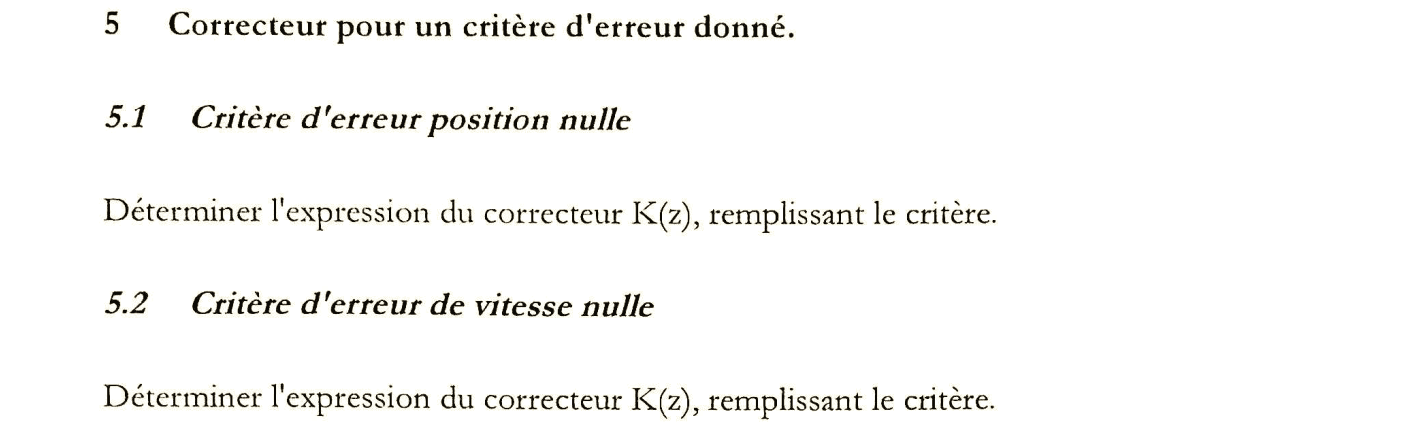 5 Correcteur pour un critère d'erreur donné.
5.1 Critère d'erreur position nulle
Déterminer l'expression du correcteur K(z), remplissant le critère.
5.2 Critère d'erreur de vitesse nulle
Déterminer l'expression du correcteur K(z), remplissant le critère.